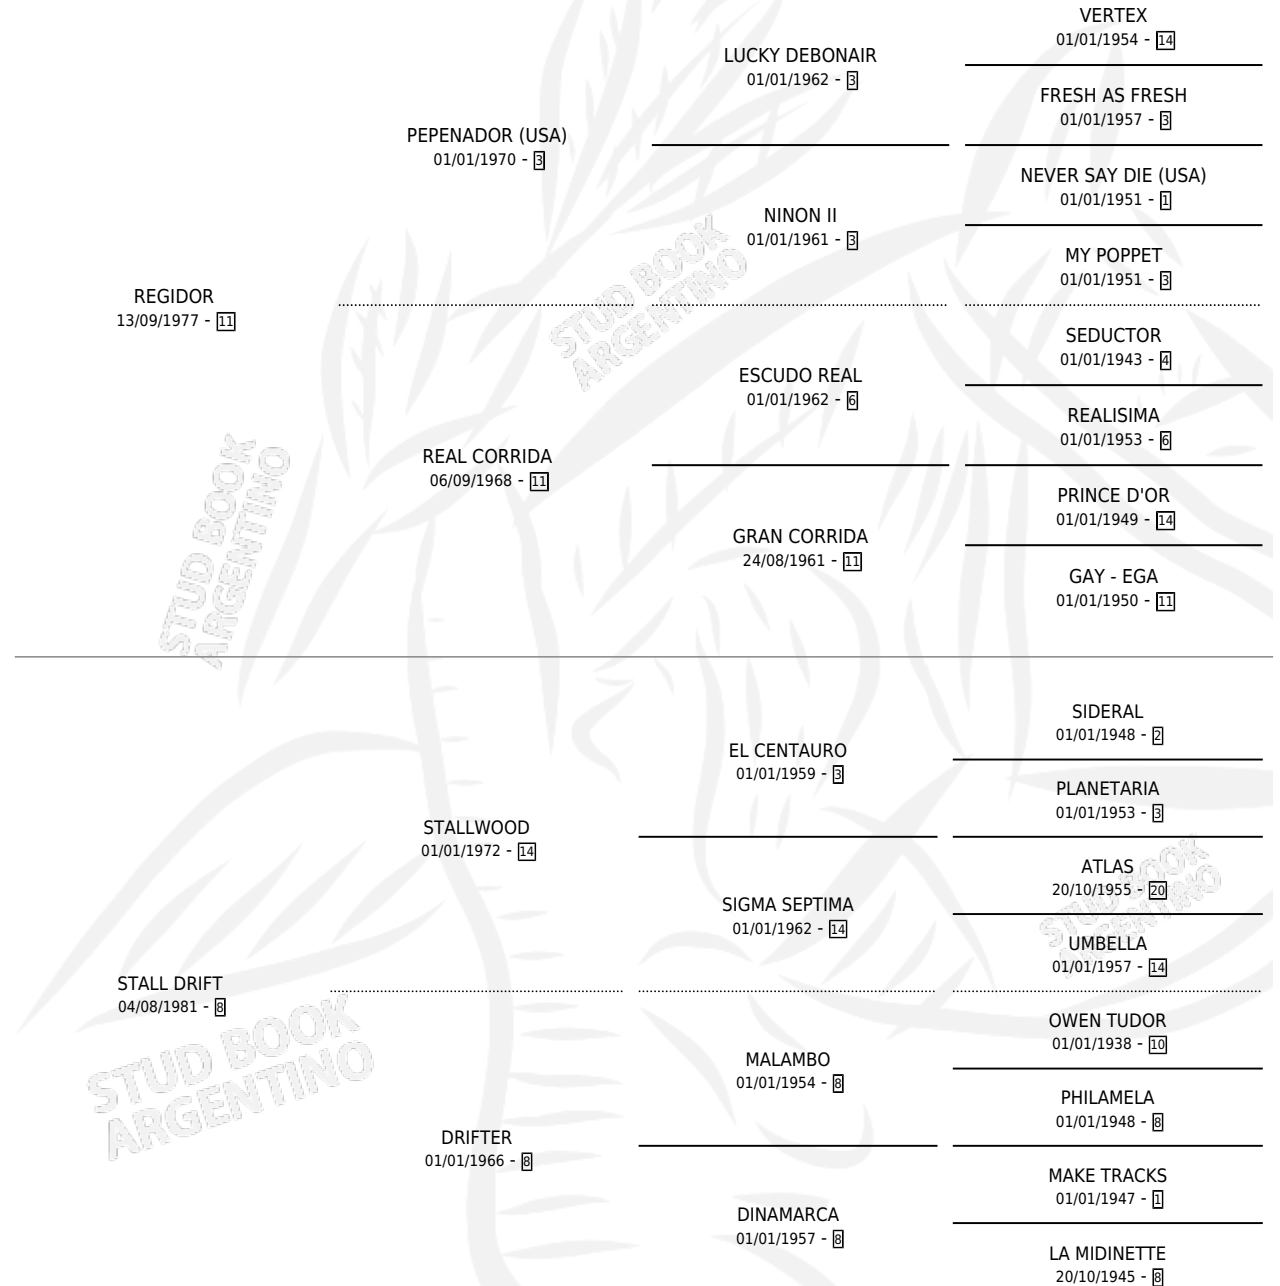 VERTEX
01/01/1954 - 14
LUCKY DEBONAIR
01/01/1962 - 3
FRESH AS FRESH
01/01/1957 - 3
PEPENADOR (USA)
01/01/1970 - 3
NEVER SAY DIE (USA)
01/01/1951 - 1
NINON II
01/01/1961 - 3
MY POPPET
01/01/1951 - 3
REGIDOR
13/09/1977 - 11
STUD BOOK
ARGENTINO
SEDUCTOR
01/01/1943 - 4
ESCUDO REAL
01/01/1962 - 6
REALISIMA
01/01/1953 - 6
REAL CORRIDA
06/09/1968 - 11
PRINCE D'OR
01/01/1949 - 14
GRAN CORRIDA
24/08/1961 - 11
GAY - EGA
01/01/1950 - 11
STUD BOOK
ARGENTINO
SIDERAL
01/01/1948 - 2
EL CENTAURO
01/01/1959 - 3
PLANETARIA
01/01/1953 - 3
STALLWOOD
01/01/1972 - 14
ATLAS
20/10/1955 - 20
SIGMA SEPTIMA
01/01/1962 - 14
UMBELLA
01/01/1957 - 14
STUD BOOK
ARGENTINO
STALL DRIFT
04/08/1981 - 8
OWEN TUDOR
01/01/1938 - 10
MALAMBO
01/01/1954 - 8
PHILAMELA
01/01/1948 - 8
STUD BOOK
ARGENTINO
DRIFTER
01/01/1966 - 8
MAKE TRACKS
01/01/1947 - 1
DINAMARCA
01/01/1957 - 8
LA MIDINETTE
20/10/1945 - 8